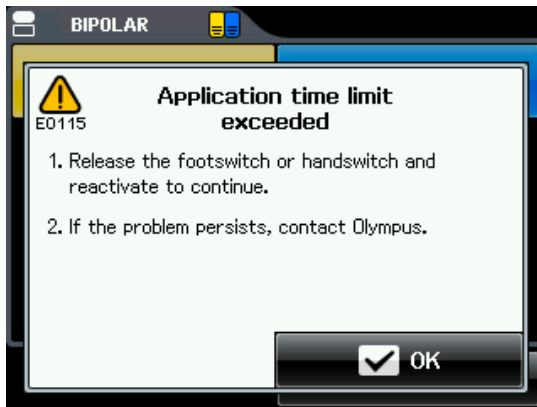 BIPOLAR
Application time limit
exceeded
E0115
1. Release the footswitch or handswitch and
reactivate to continue.
2. If the problem persists, contact Olympus.
OK